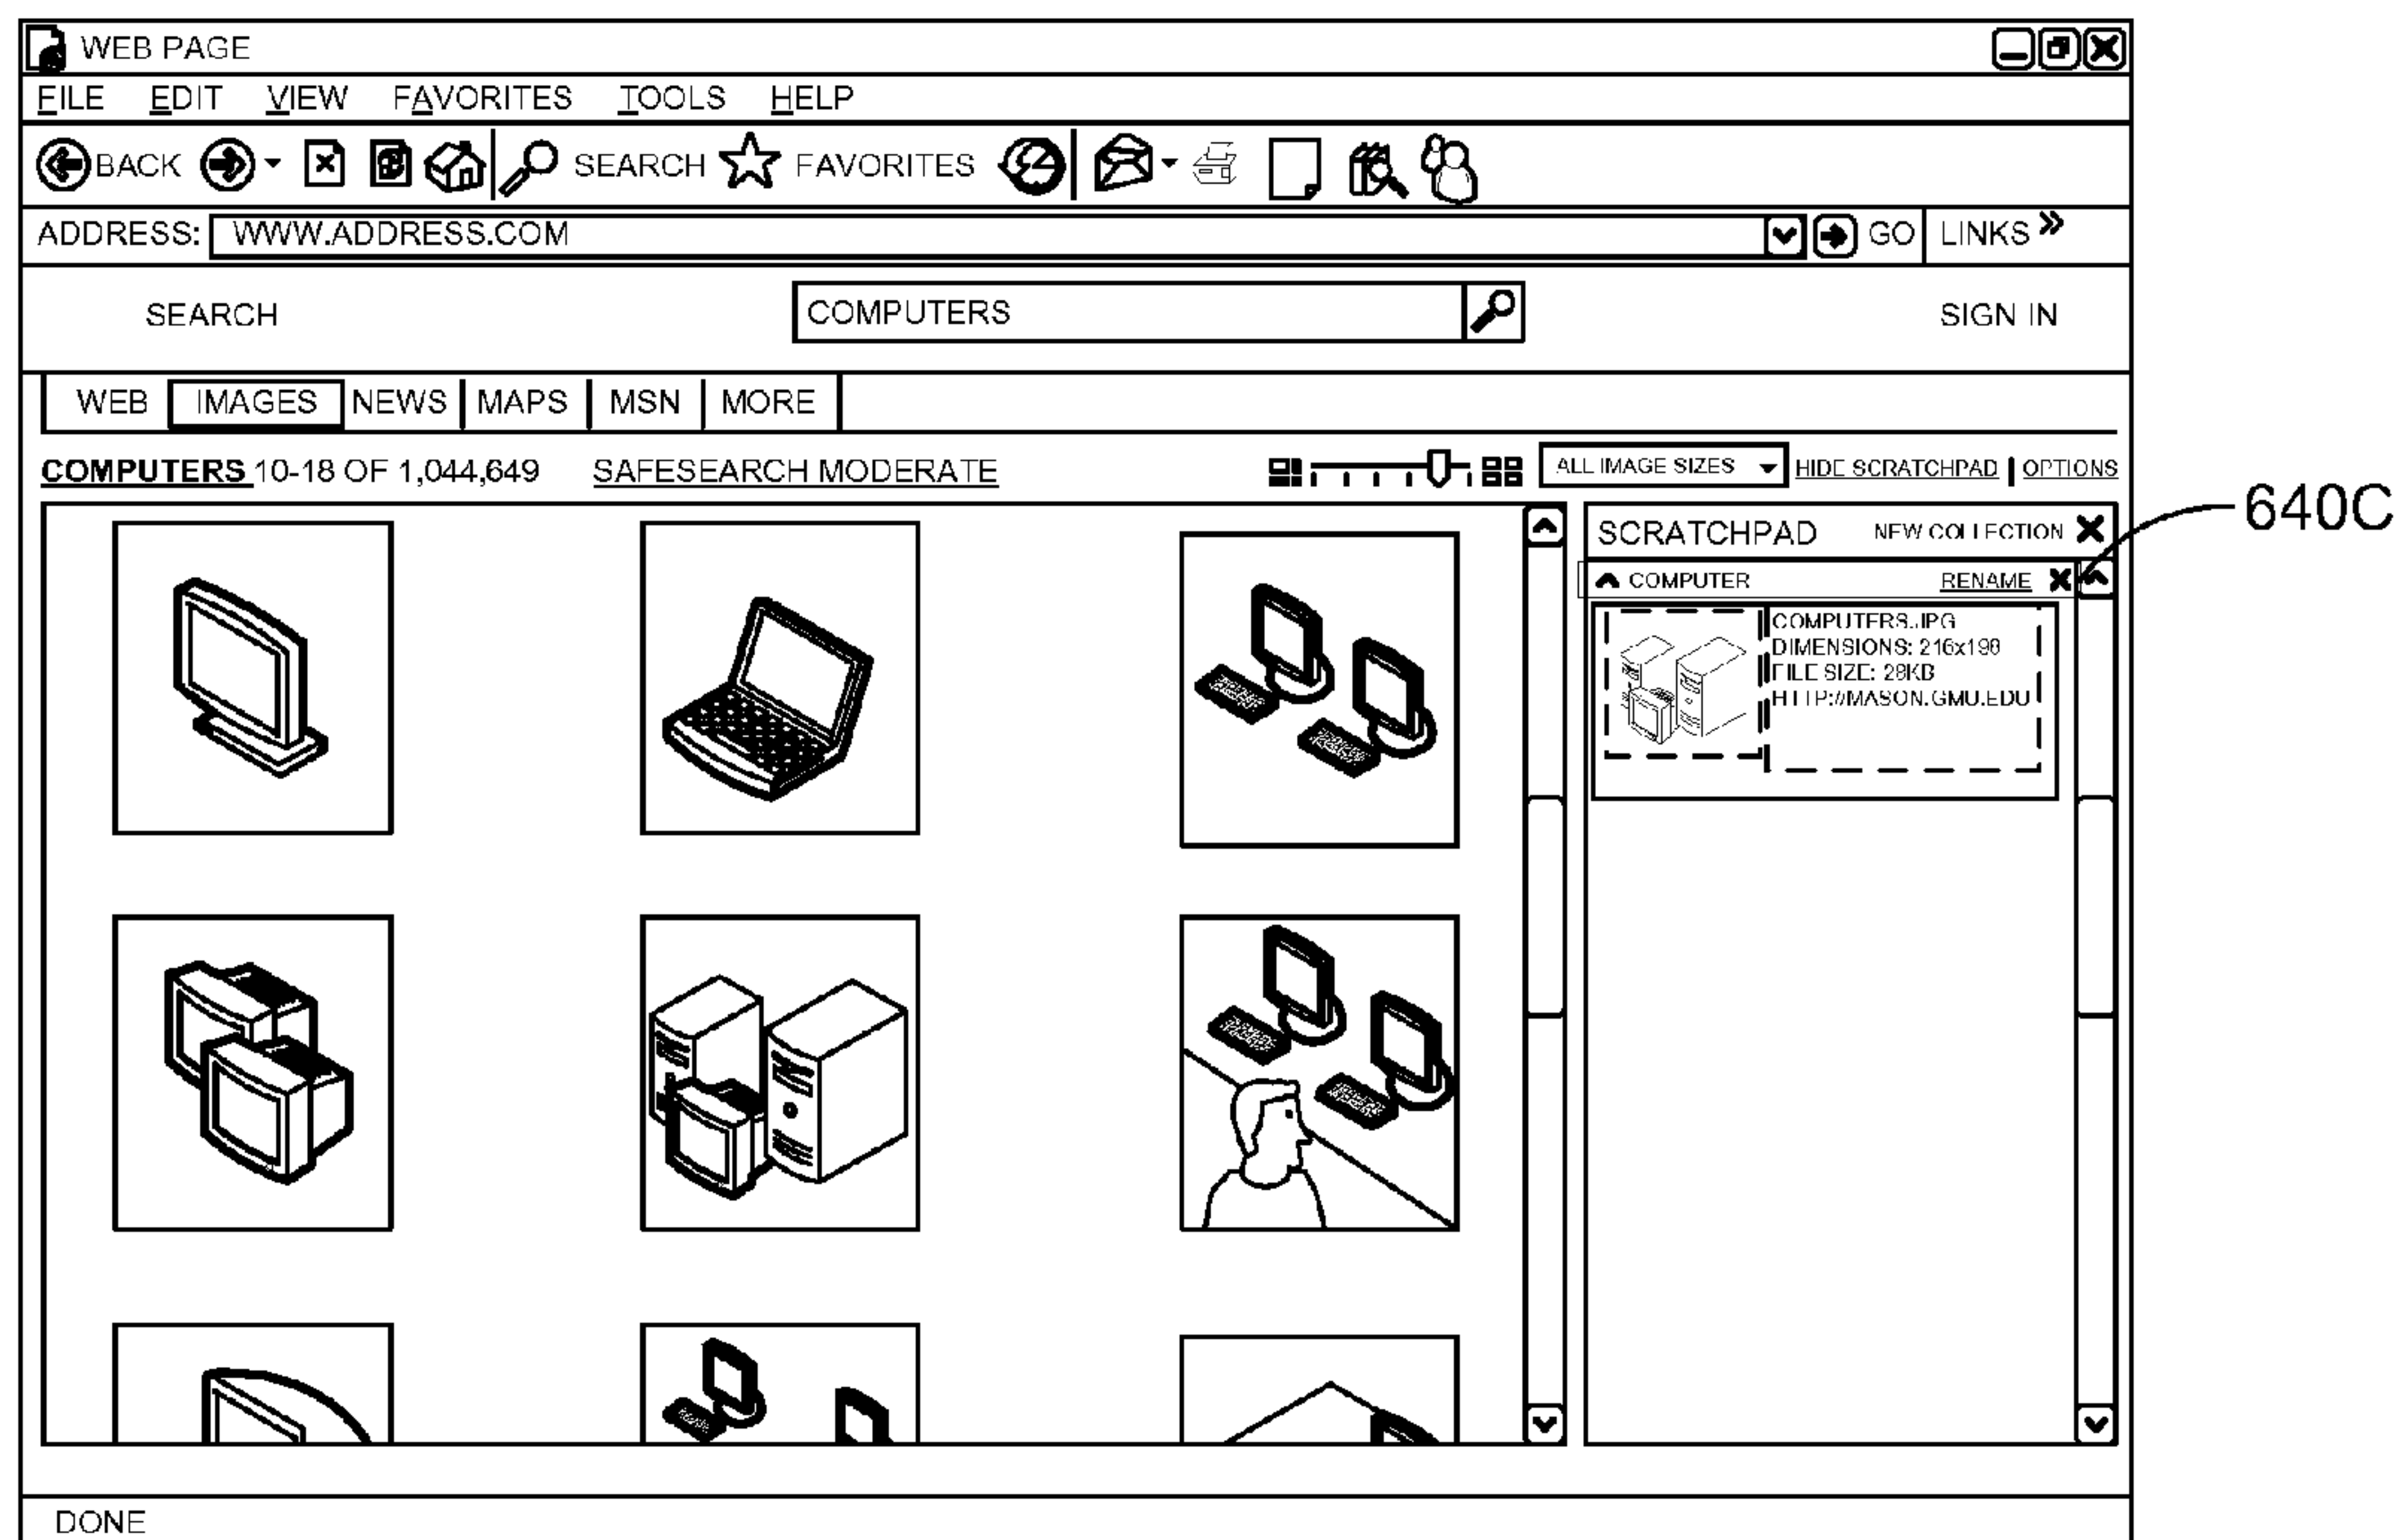 WEB PAGE
FILE EDIT VIEW FAVORITES TOOLS HELP
BACK SEARCH FAVORITES
ADDRESS: WWW.ADDRESS.COM GO LINKS »
SEARCH COMPUTERS SIGN IN
WEB IMAGES NEWS MAPS MSN MORE
COMPUTERS 10-18 OF 1,044,649 SAFESEARCH MODERATE ALL IMAGE SIZES HIDE SCRATCHPAD | OPTIONS
640C
SCRATCHPAD NEW COLLECTION
COMPUTER RENAME
COMPUTERS.JPG
DIMENSIONS: 216x198
FILE SIZE: 28KB
HTTP://MASON.GMU.EDU
DONE